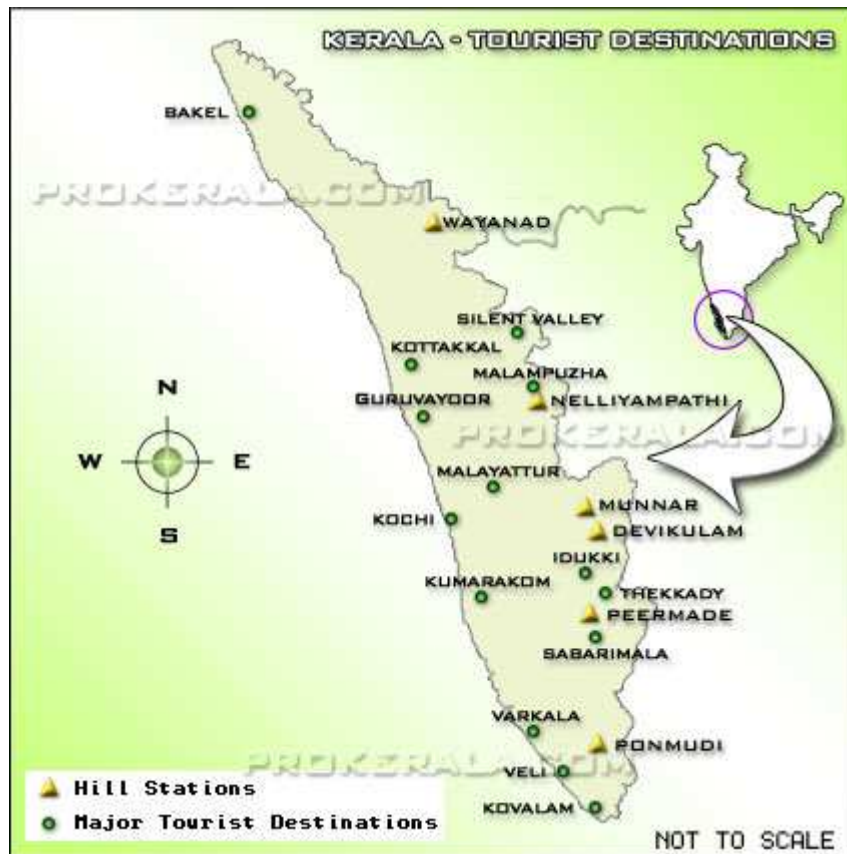 KERALA - TOURIST DESTINATIONS
BAKEL
PROKERALA.COM
WAYANAD
SILENT VALLEY
KOTTAKKAL
MALAMPUZHA
GURUVAYOOR
NELLIYAMPATHI
PROKERALA.COM
N
W
E
S
MALAYATTUR
MUNNAR
KOCHI
DEVIKULAM
IDUKKI
KUMARAKOM
THEKKADY
PEERMADE
SABARIMALA
VARKALA
PONMUDI
PROKERALA.COM
VELI
KOVALAM
Hill Stations
Major Tourist Destinations
NOT TO SCALE